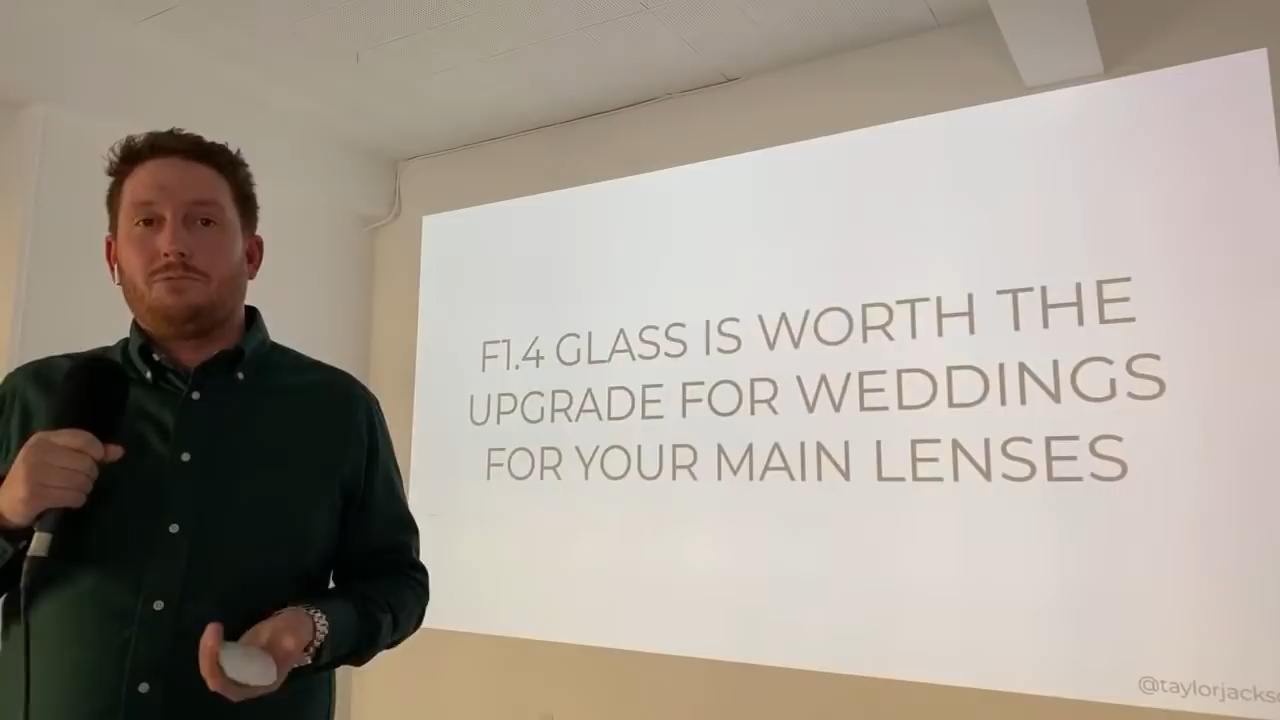 F1.4 GLASS IS WORTH THE
UPGRADE FOR WEDDINGS
FOR YOUR MAIN LENSES